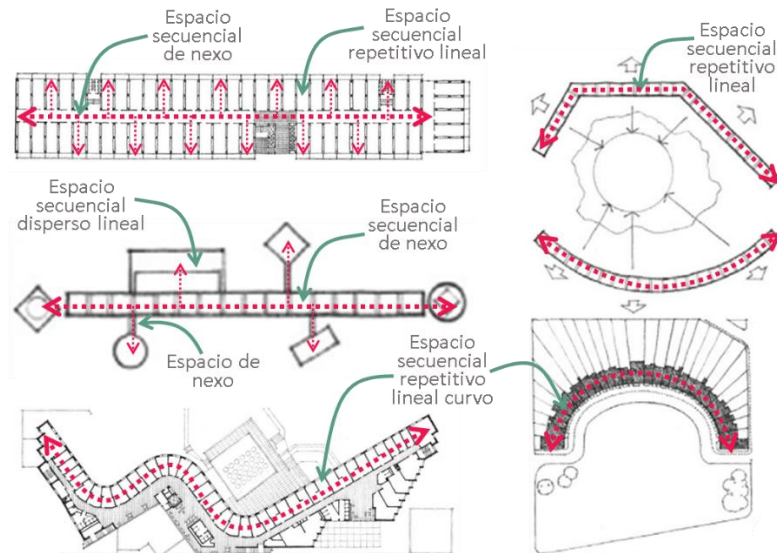 Espacio
secuencial
de nexo
Espacio
secuencial
repetitivo lineal
Espacio
secuencial
repetitivo
lineal
Espacio
secuencial
disperso lineal
Espacio
secuencial
de nexo
Espacio de
nexo
Espacio
secuencial
repetitivo
lineal curvo